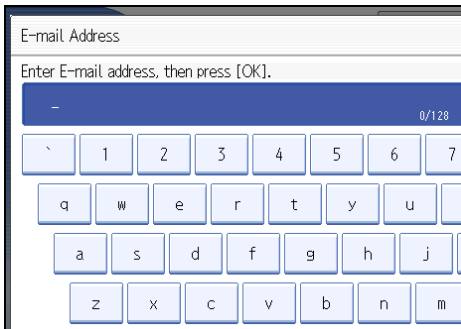 E-mail Address
Enter E-mail address, then press [OK].
_
0/128
` 1 2 3 4 5 6 7
q w e r t y u
a s d f g h j
z x c v b n m